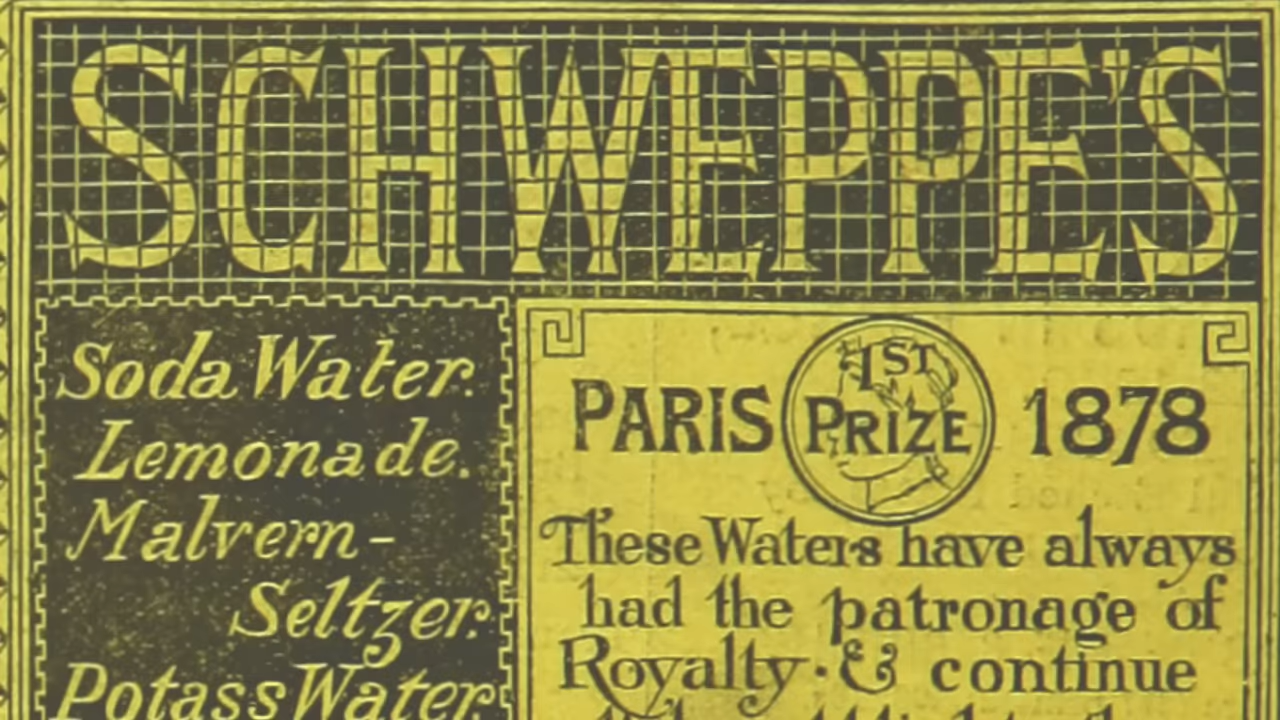 SCHWEPPE'S
Soda Water.
Lemonade.
Malvern-
Seltzer.
Potass Water.
PARIS 1ST PRIZE 1878
These Waters have always
had the patronage of
Royalty · & continue